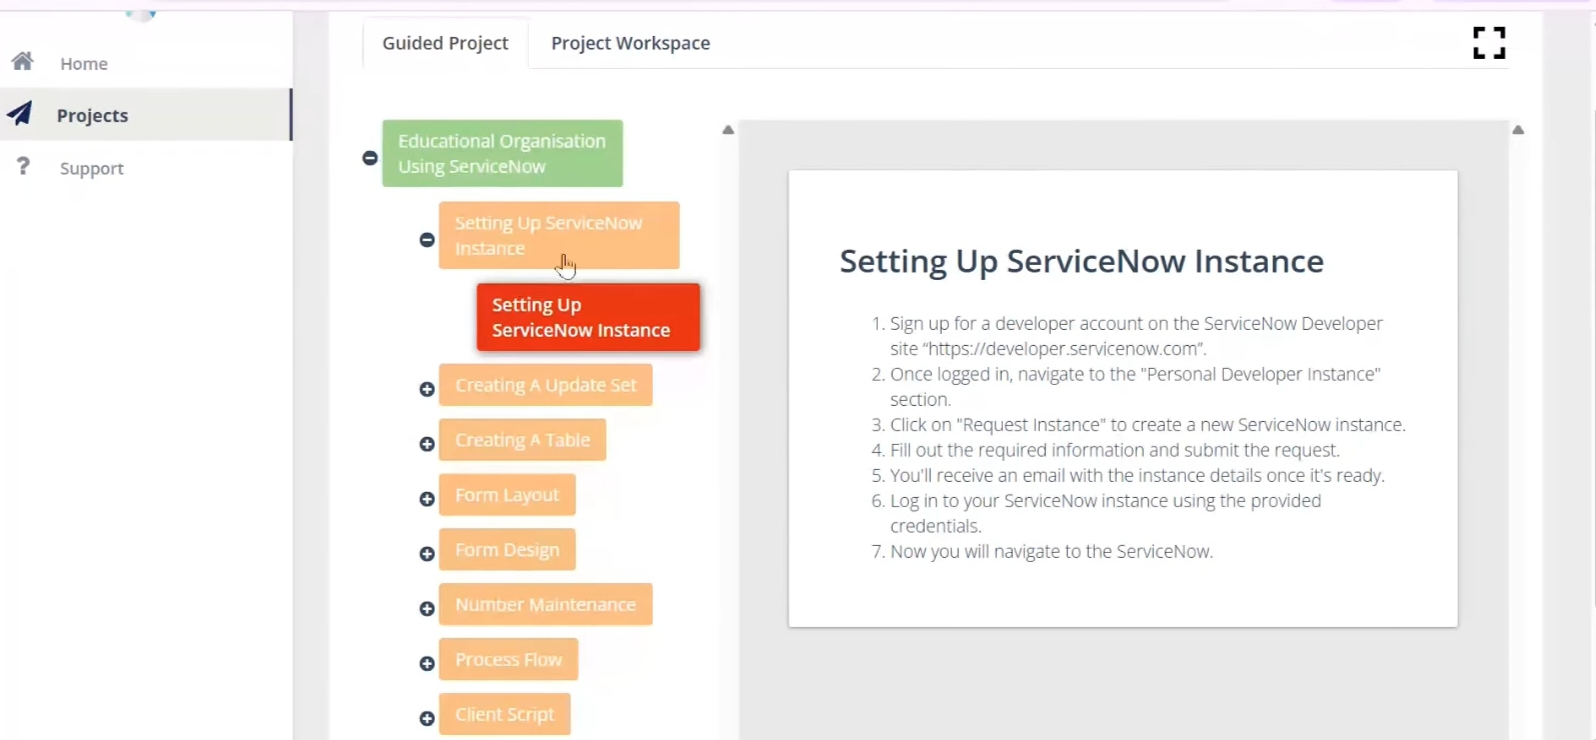 Guided Project
Project Workspace
Home
Projects
? Support
Educational Organisation
Using ServiceNow
Setting Up ServiceNow
Instance
Setting Up
ServiceNow Instance
Creating A Update Set
Creating A Table
Form Layout
Form Design
Number Maintenance
Process Flow
Client Script
Setting Up ServiceNow Instance
1. Sign up for a developer account on the ServiceNow Developer
site “https://developer.servicenow.com”.
2. Once logged in, navigate to the "Personal Developer Instance"
section.
3. Click on "Request Instance" to create a new ServiceNow instance.
4. Fill out the required information and submit the request.
5. You'll receive an email with the instance details once it's ready.
6. Log in to your ServiceNow instance using the provided
credentials.
7. Now you will navigate to the ServiceNow.